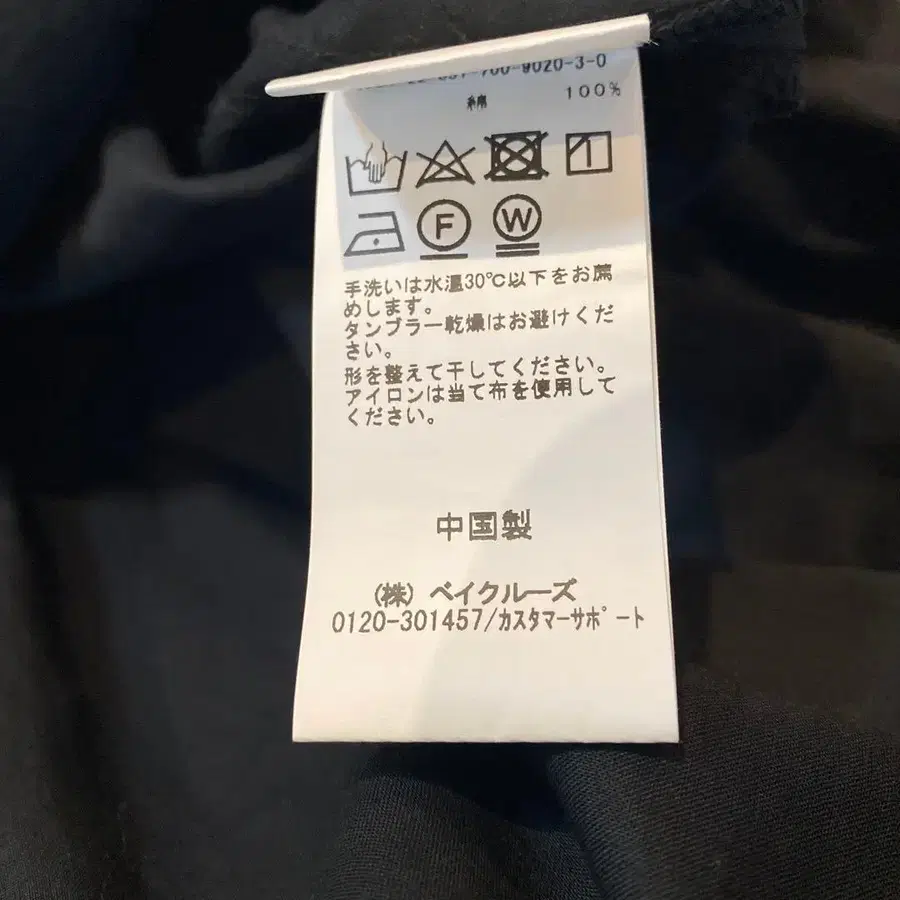 700-9020-3-0
綿 100%
F W
手洗いは水温30℃以下をお薦
めします。
タンブラー乾燥はお避けくだ
さい。
形を整えて干してください。
アイロンは当て布を使用して
ください。
中国製
(株) ベイクルーズ
0120-301457/カスタマーサポート